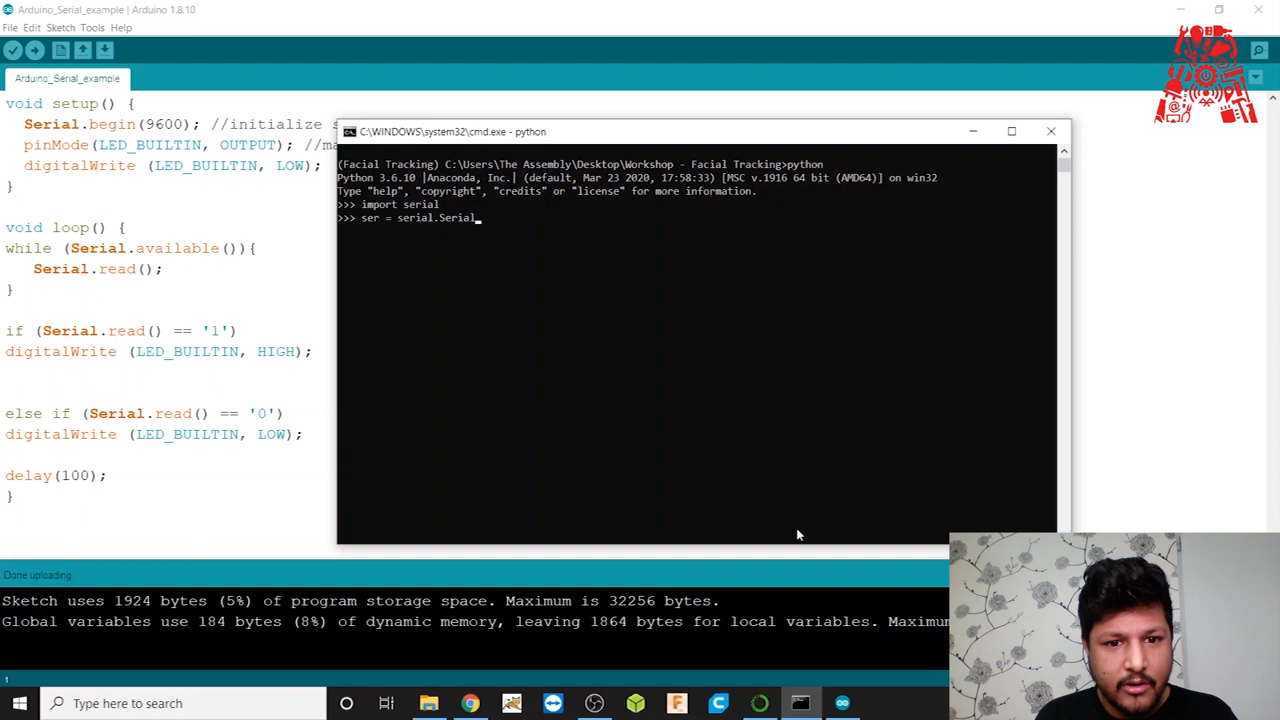 Arduino_Serial_example | Arduino 1.8.10
File Edit Sketch Tools Help
Arduino_Serial_example
void setup() {
Serial.begin(9600); //initialize s
pinMode(LED_BUILTIN, OUTPUT); //ma
digitalWrite (LED_BUILTIN, LOW);
}
void loop() {
while (Serial.available()){
Serial.read();
}
if (Serial.read() == '1')
digitalWrite (LED_BUILTIN, HIGH);
else if (Serial.read() == '0')
digitalWrite (LED_BUILTIN, LOW);
delay(100);
}
C:\WINDOWS\system32\cmd.exe - python
(Facial Tracking) C:\Users\The Assembly\Desktop\Workshop - Facial Tracking>python
Python 3.6.10 |Anaconda, Inc.| (default, Mar 23 2020, 17:58:33) [MSC v.1916 64 bit (AMD64)] on win32
Type "help", "copyright", "credits" or "license" for more information.
>>> import serial
>>> ser = serial.Serial
Done uploading.
Sketch uses 1924 bytes (5%) of program storage space. Maximum is 32256 bytes.
Global variables use 184 bytes (8%) of dynamic memory, leaving 1864 bytes for local variables. Maximum
1
Type here to search